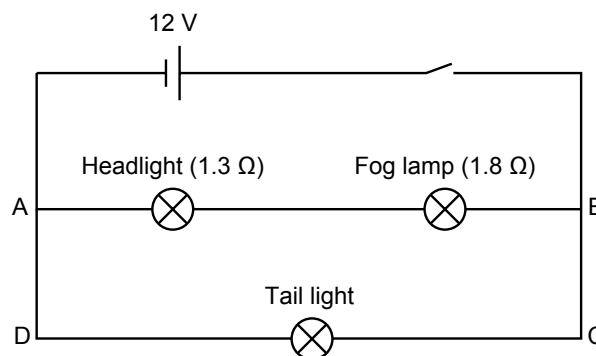 12 V
Headlight (1.3 Ω)
Fog lamp (1.8 Ω)
A
B
Tail light
D
C